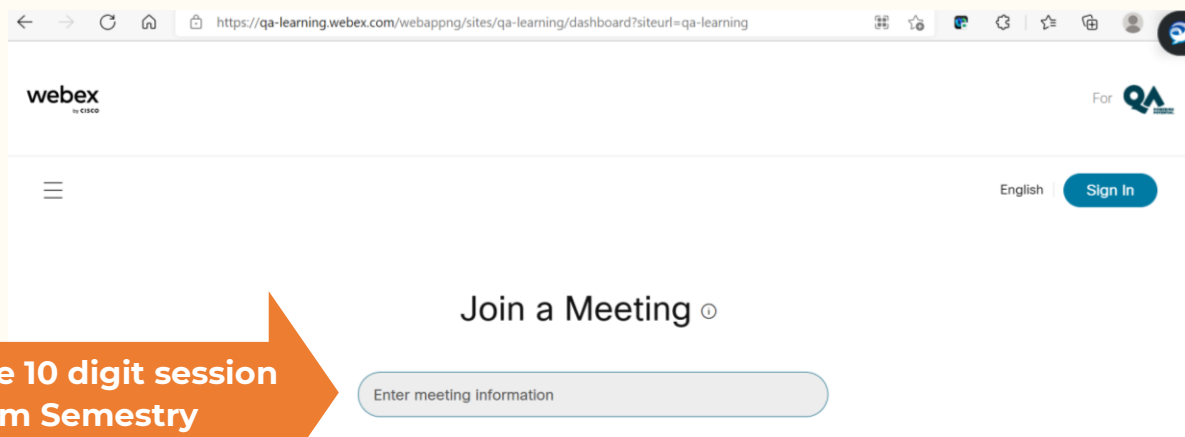 https://qa-learning.webex.com/webappng/sites/qa-learning/dashboard?siteurl=qa-learning
webex
by CISCO
For QA
English
Sign In
Join a Meeting
e 10 digit session
m Semestry
Enter meeting information